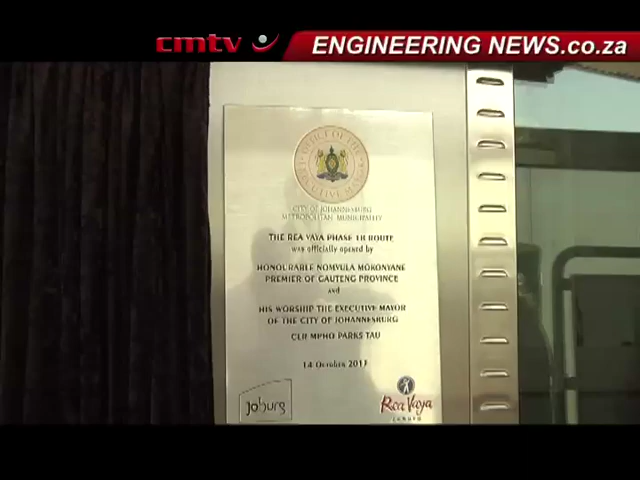 cmtv
ENGINEERING NEWS.co.za
OFFICE OF THE
EXECUTIVE MAYOR
CITY OF JOHANNESBURG
METROPOLITAN MUNICIPALITY
THE REA VAYA PHASE 1B ROUTE
was officially opened by
HONOURABLE NOMVULA MOKONYANE
PREMIER OF GAUTENG PROVINCE
and
HIS WORSHIP THE EXECUTIVE MAYOR
OF THE CITY OF JOHANNESBURG
CLR MPHO PARKS TAU
14 October 2013
Joburg
Rea Vaya